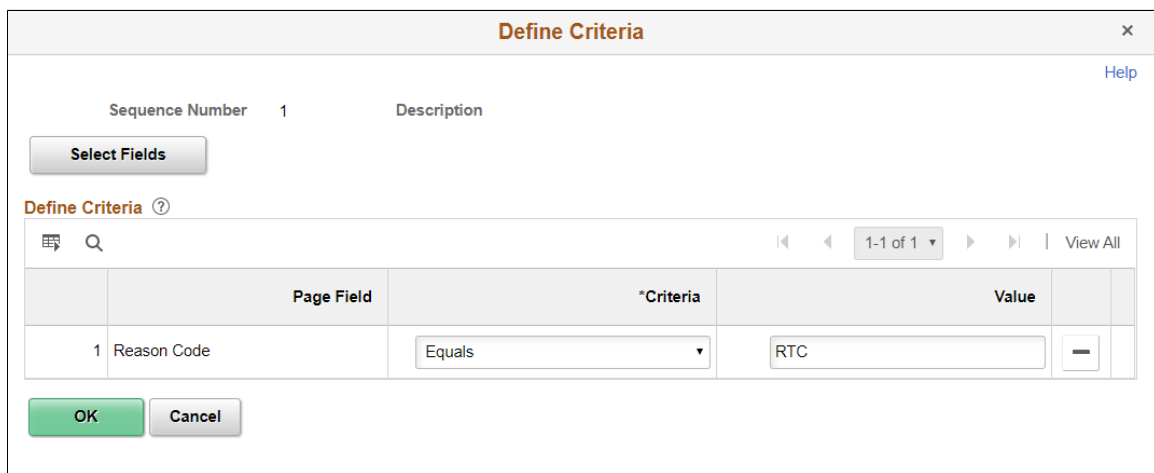 Define Criteria ×
Help
Sequence Number 1 Description
Select Fields
Define Criteria ?
1-1 of 1 | View All
Page Field *Criteria Value
1 Reason Code Equals RTC
OK Cancel